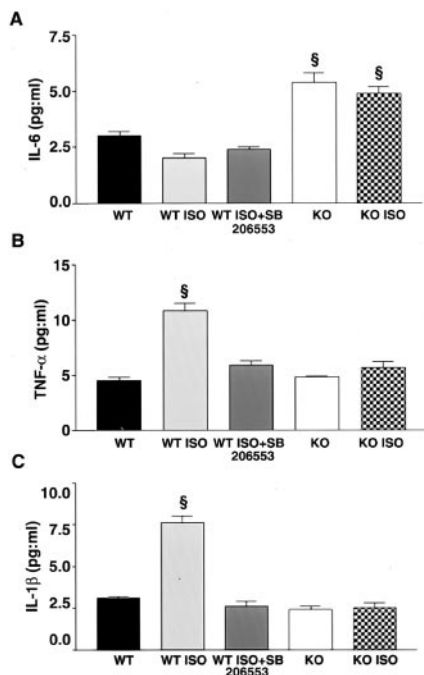 A
7.5
5.0
2.5
0.0
IL-6 (pg:ml)
§ §
WT WT ISO WT ISO+SB KO KO ISO
206553
B
15
10
5
0
TNF-α (pg:ml)
§
WT WT ISO WT ISO+SB KO KO ISO
206553
C
10.0
7.5
5.0
2.5
0.0
IL-1β (pg:ml)
§
WT WT ISO WT ISO+SB KO KO ISO
206553